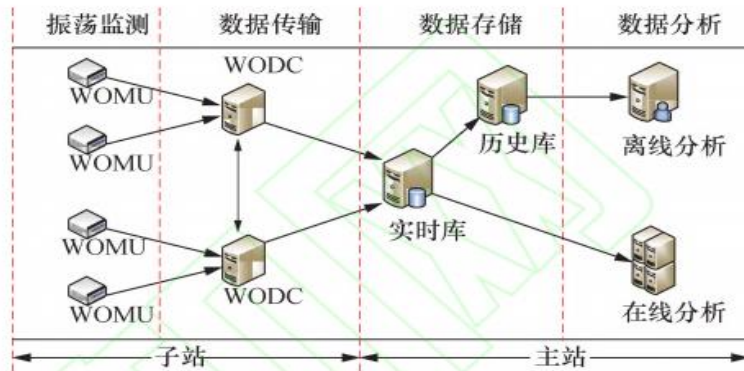 振荡监测 数据传输 数据存储 数据分析
WODC
WOMU
WOMU
历史库
离线分析
实时库
WOMU
WOMU
WODC
在线分析
子站 主站